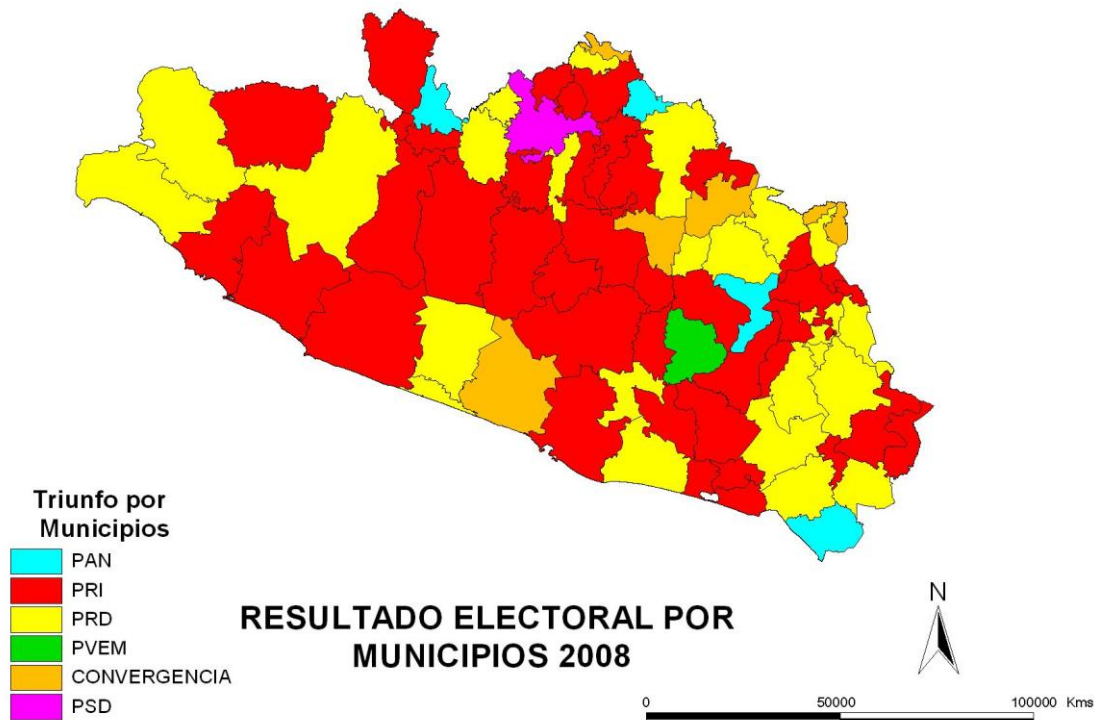 Triunfo por
Municipios
PAN
PRI
PRD
PVEM
CONVERGENCIA
PSD
RESULTADO ELECTORAL POR
MUNICIPIOS 2008
N
0 50000 100000 Kms